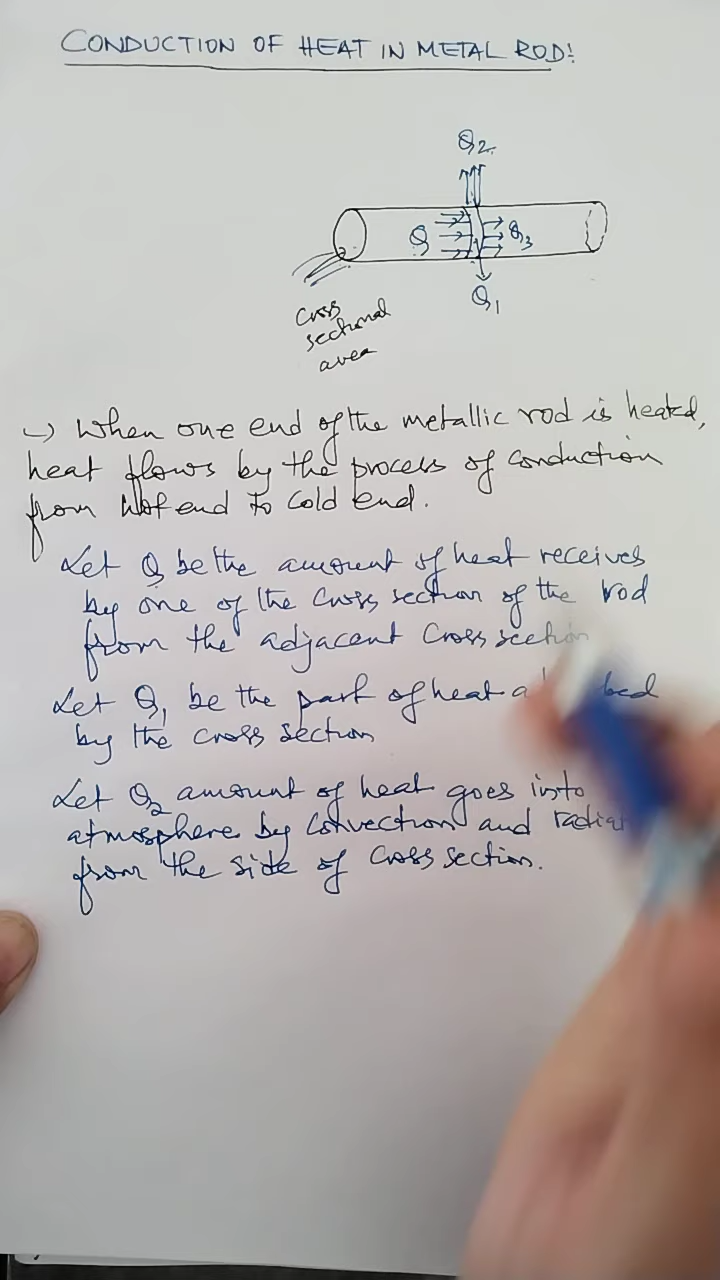 CONDUCTION OF HEAT IN METAL ROD!
Q2
Q
Q3
Q1
Cross
sectional
area
→ When one end of the metallic rod is heated,
heat flows by the process of conduction
from hot end to cold end.
Let Q be the amount of heat receives
by one of the cross section of the rod
from the adjacent cross section
Let Q1 be the part of heat
by the cross section
Let Q2 amount of heat goes into
atmosphere by convection and
from the side of cross section.